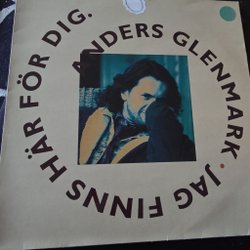 ANDERS GLENMARK · JAG FINNS HÄR FÖR DIG.